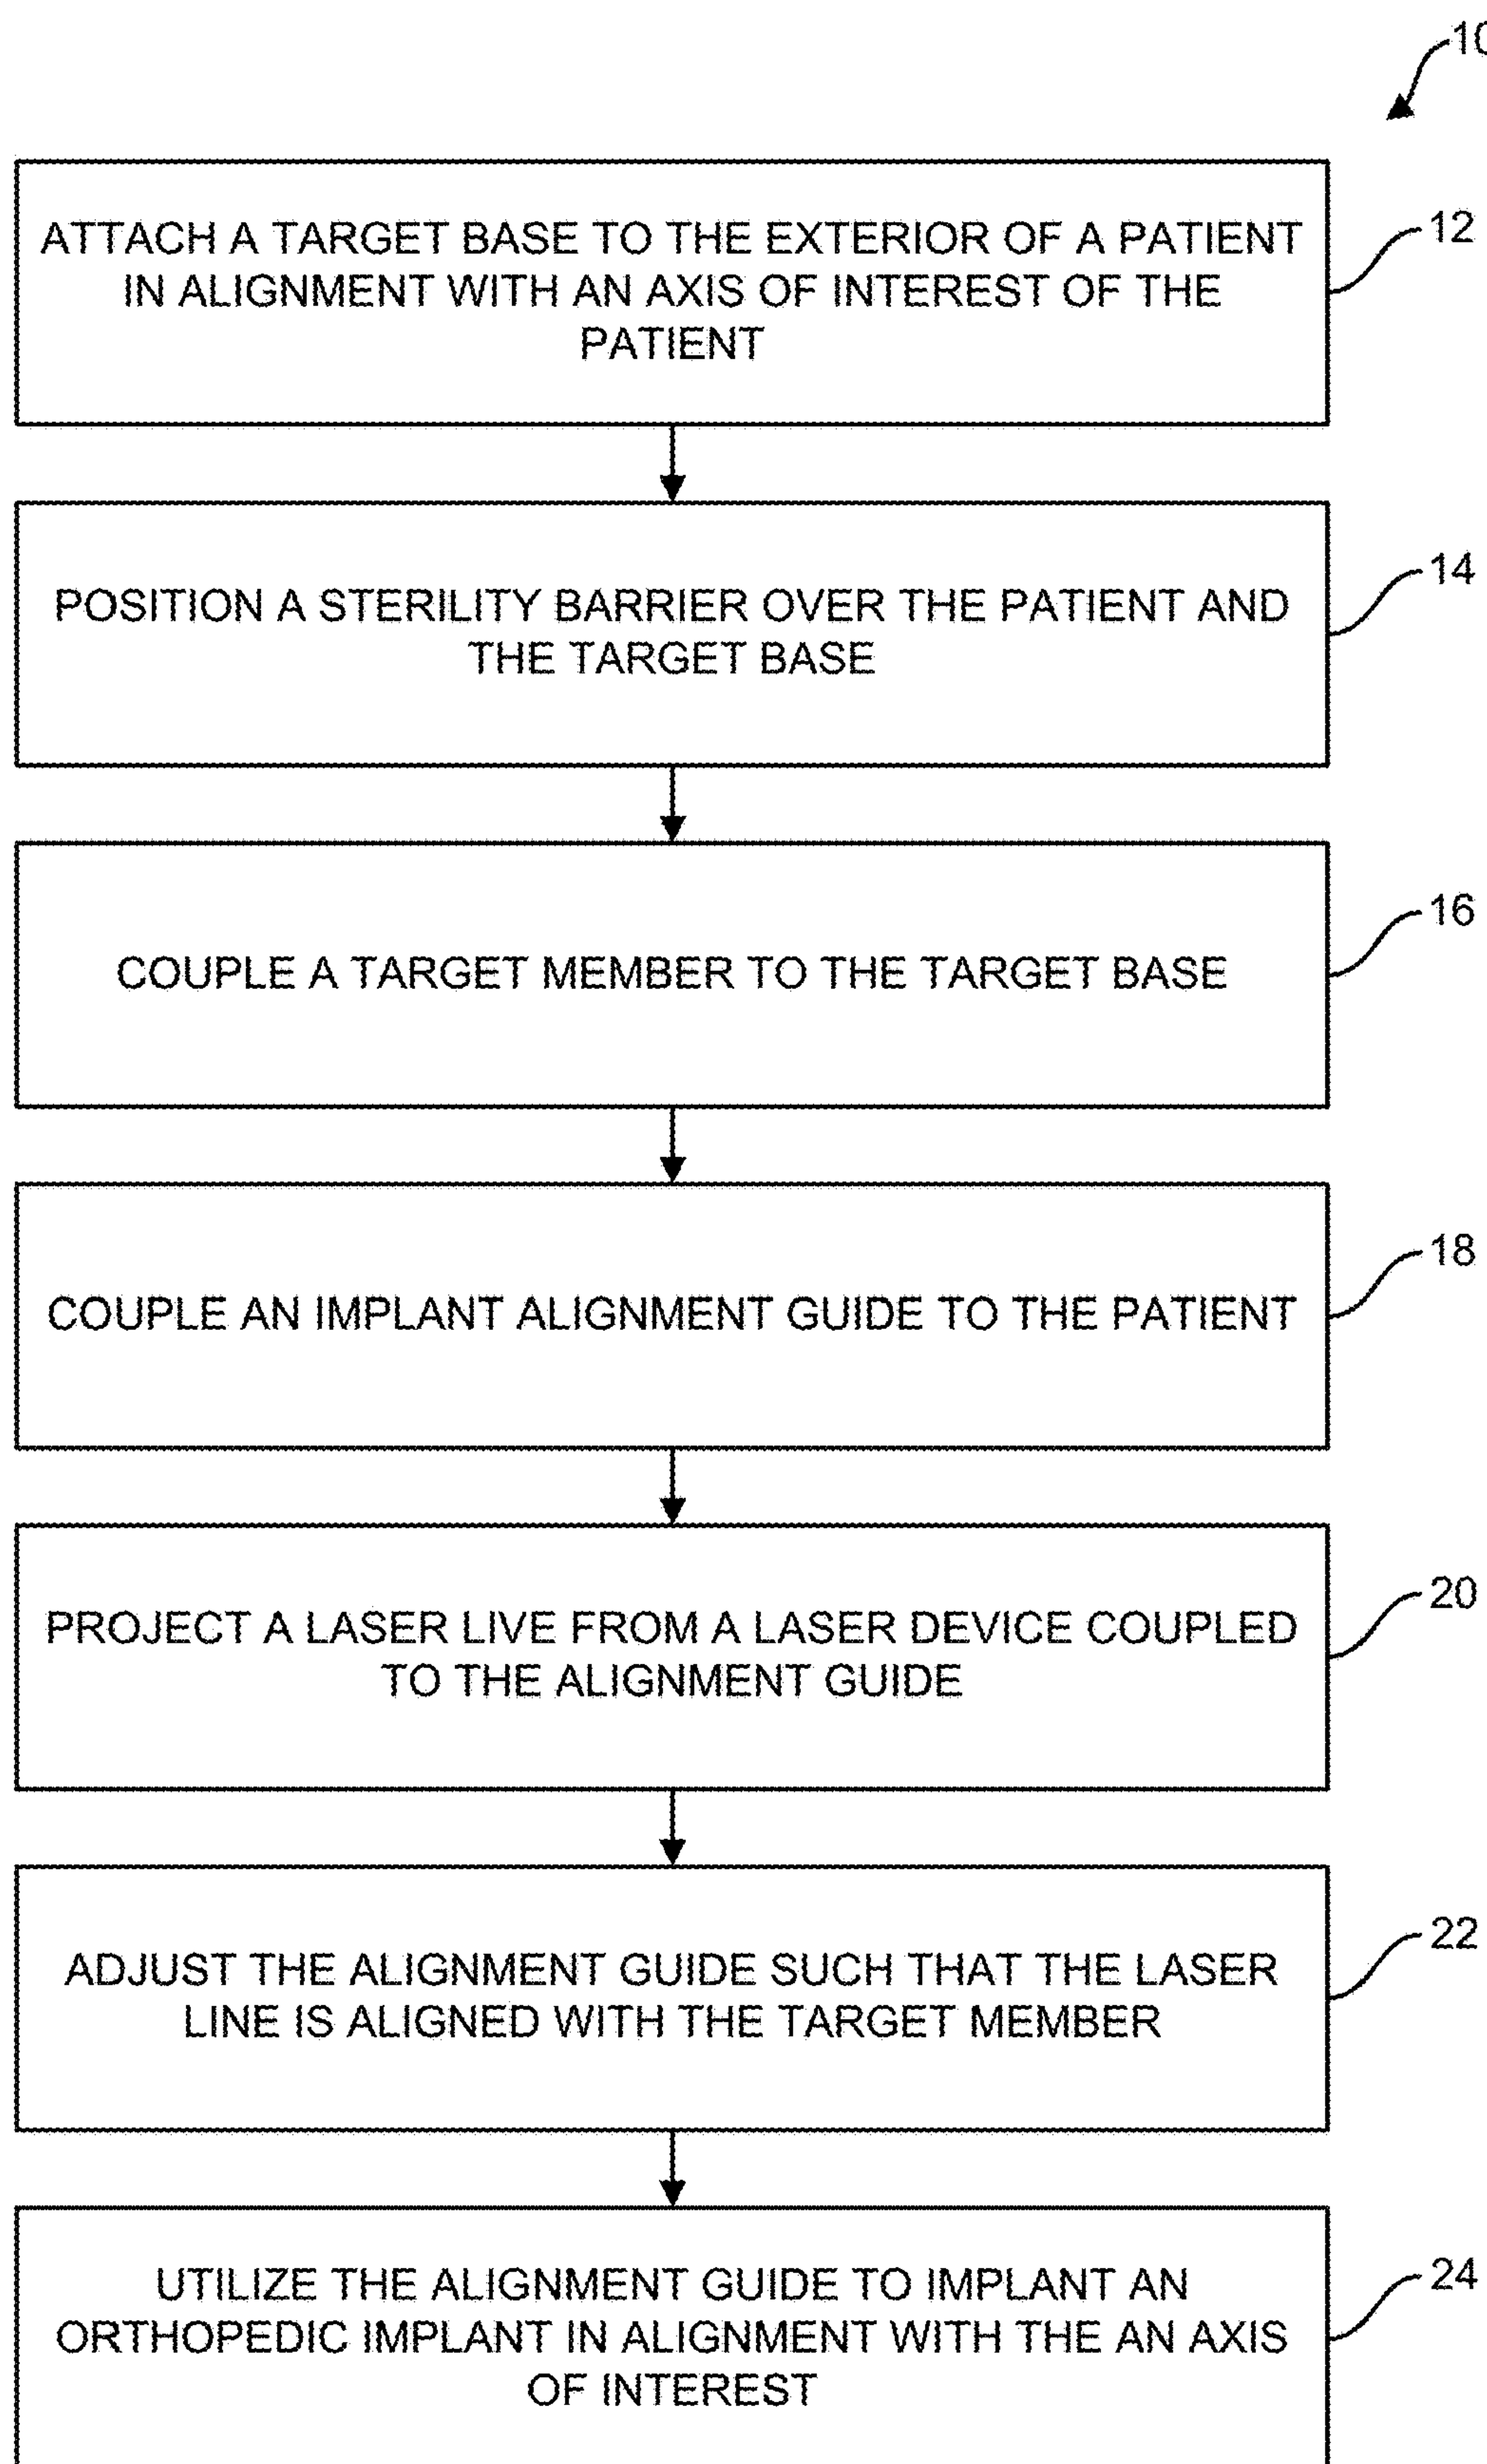 10
ATTACH A TARGET BASE TO THE EXTERIOR OF A PATIENT
IN ALIGNMENT WITH AN AXIS OF INTEREST OF THE
PATIENT
12
POSITION A STERILITY BARRIER OVER THE PATIENT AND
THE TARGET BASE
14
COUPLE A TARGET MEMBER TO THE TARGET BASE
16
COUPLE AN IMPLANT ALIGNMENT GUIDE TO THE PATIENT
18
PROJECT A LASER LIVE FROM A LASER DEVICE COUPLED
TO THE ALIGNMENT GUIDE
20
ADJUST THE ALIGNMENT GUIDE SUCH THAT THE LASER
LINE IS ALIGNED WITH THE TARGET MEMBER
22
UTILIZE THE ALIGNMENT GUIDE TO IMPLANT AN
ORTHOPEDIC IMPLANT IN ALIGNMENT WITH THE AN AXIS
OF INTEREST
24